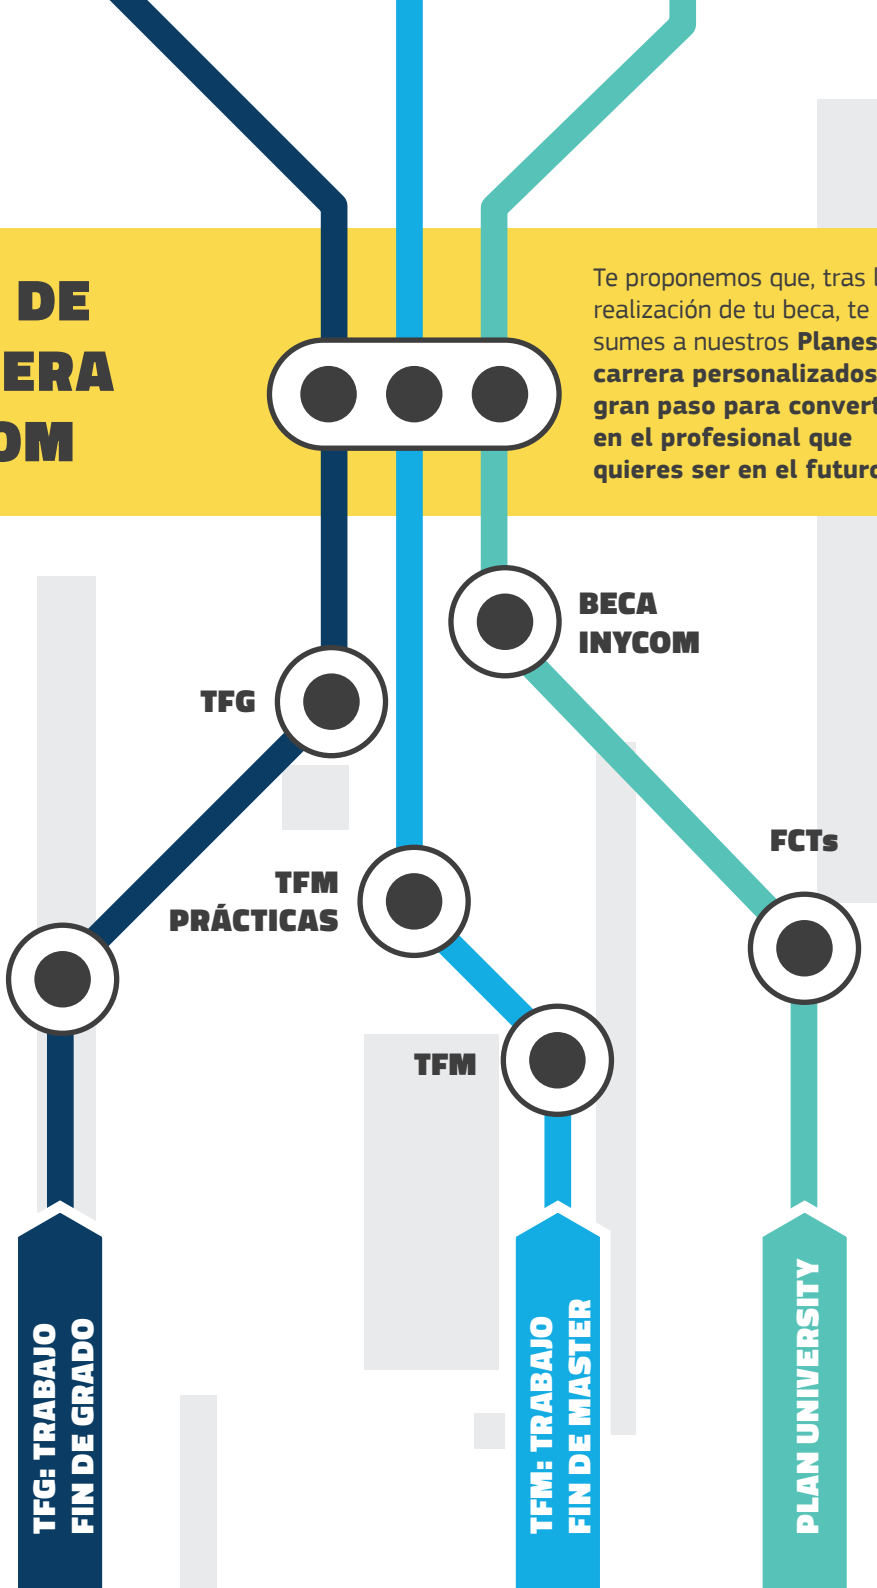 DE
ERA
OM
Te proponemos que, tras
realización de tu beca, te
sumes a nuestros Planes
carrera personalizados
gran paso para convert
en el profesional que
quieres ser en el futuro
BECA
INYCOM
TFG
FCTs
TFM
PRÁCTICAS
TFM
TFG: TRABAJO
FIN DE GRADO
TFM: TRABAJO
FIN DE MASTER
PLAN UNIVERSITY